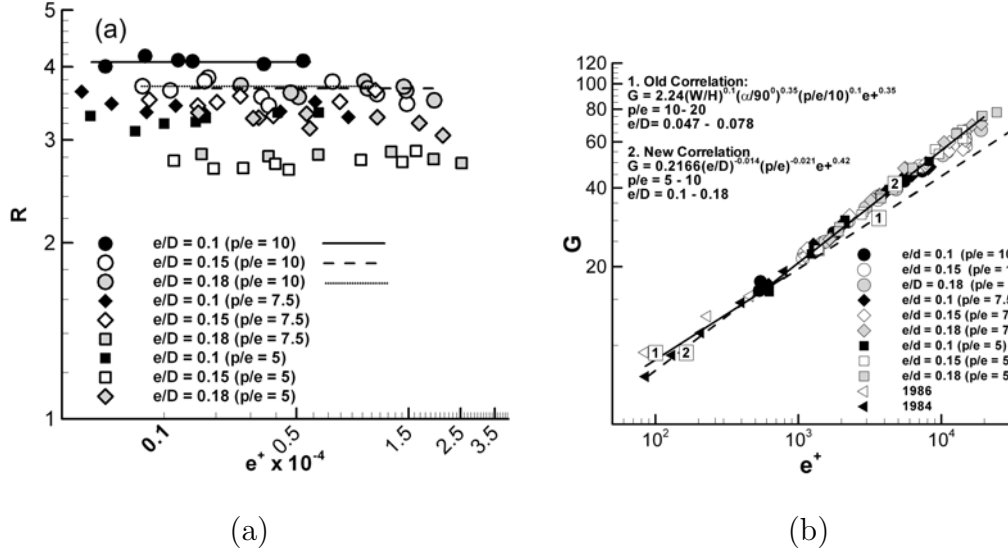 (a)
5
4
3
2
1
R
e/D = 0.1 (p/e = 10)
e/D = 0.15 (p/e = 10)
e/D = 0.18 (p/e = 10)
e/D = 0.1 (p/e = 7.5)
e/D = 0.15 (p/e = 7.5)
e/D = 0.18 (p/e = 7.5)
e/D = 0.1 (p/e = 5)
e/D = 0.15 (p/e = 5)
e/D = 0.18 (p/e = 5)
0.1 0.5 1.5 2.5 3.5
e+ x 10-4
(a)
120
100
80
60
40
20
G
1. Old Correlation:
G = 2.24(W/H)0.1(α/900)0.35(p/e/10)0.1e+0.35
p/e = 10- 20
e/D= 0.047 - 0.078
2. New Correlation
G = 0.2166(e/D)-0.014(p/e)-0.021e+0.42
p/e = 5 - 10
e/D = 0.1 - 0.18
2
1
1 2
e/d = 0.1 (p/e = 10
e/d = 0.15 (p/e = 1
e/D = 0.18 (p/e =
e/d = 0.1 (p/e = 7.5
e/d = 0.15 (p/e = 7
e/d = 0.18 (p/e = 7
e/d = 0.1 (p/e = 5)
e/d = 0.15 (p/e = 5
e/d = 0.18 (p/e = 5
1986
1984
102 103 104
e+
(b)